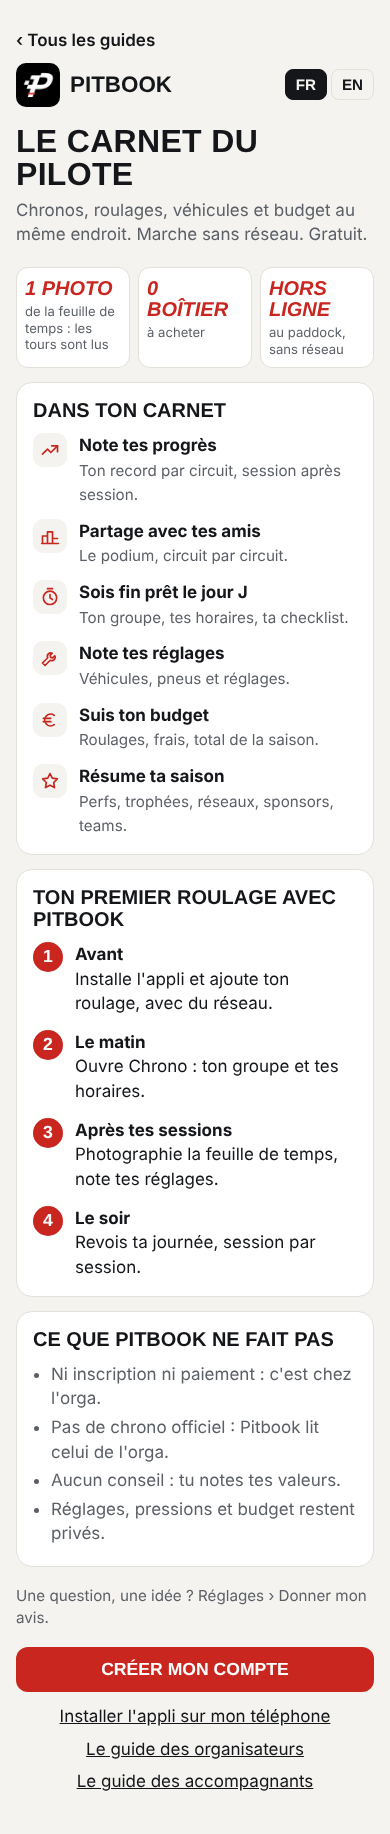 ‹ Tous les guides
PITBOOK
FR
EN
LE CARNET DU
PILOTE
Chronos, roulages, véhicules et budget au
même endroit. Marche sans réseau. Gratuit.
1 PHOTO
de la feuille de
temps : les
tours sont lus
0
BOÎTIER
à acheter
HORS
LIGNE
au paddock,
sans réseau
DANS TON CARNET
Note tes progrès
Ton record par circuit, session après
session.
Partage avec tes amis
Le podium, circuit par circuit.
Sois fin prêt le jour J
Ton groupe, tes horaires, ta checklist.
Note tes réglages
Véhicules, pneus et réglages.
Suis ton budget
Roulages, frais, total de la saison.
Résume ta saison
Perfs, trophées, réseaux, sponsors,
teams.
TON PREMIER ROULAGE AVEC
PITBOOK
1 Avant
Installe l'appli et ajoute ton
roulage, avec du réseau.
2 Le matin
Ouvre Chrono : ton groupe et tes
horaires.
3 Après tes sessions
Photographie la feuille de temps,
note tes réglages.
4 Le soir
Revois ta journée, session par
session.
CE QUE PITBOOK NE FAIT PAS
• Ni inscription ni paiement : c'est chez
l'orga.
• Pas de chrono officiel : Pitbook lit
celui de l'orga.
• Aucun conseil : tu notes tes valeurs.
• Réglages, pressions et budget restent
privés.
Une question, une idée ? Réglages › Donner mon
avis.
CRÉER MON COMPTE
Installer l'appli sur mon téléphone
Le guide des organisateurs
Le guide des accompagnants